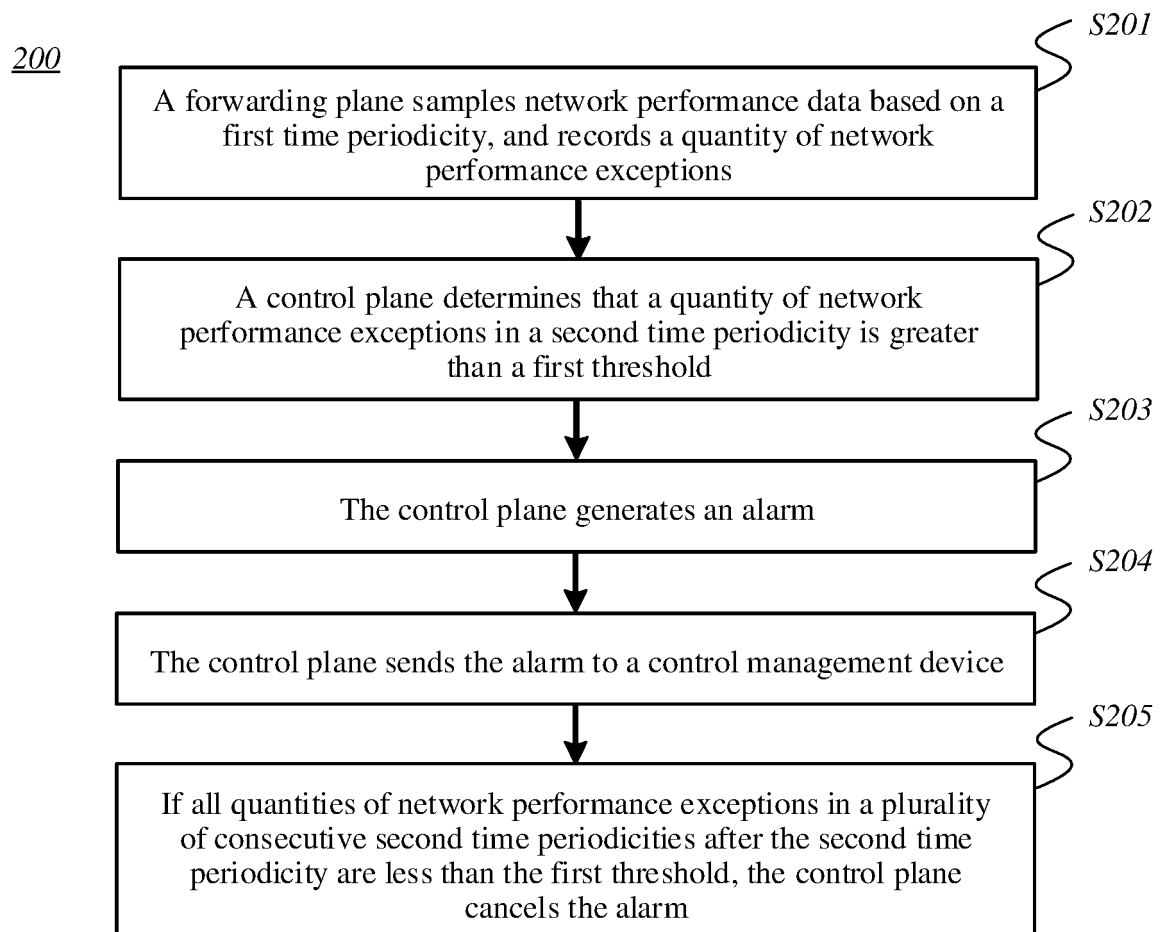 200
S201
A forwarding plane samples network performance data based on a
first time periodicity, and records a quantity of network
performance exceptions
S202
A control plane determines that a quantity of network
performance exceptions in a second time periodicity is greater
than a first threshold
S203
The control plane generates an alarm
S204
The control plane sends the alarm to a control management device
S205
If all quantities of network performance exceptions in a plurality
of consecutive second time periodicities after the second time
periodicity are less than the first threshold, the control plane
cancels the alarm